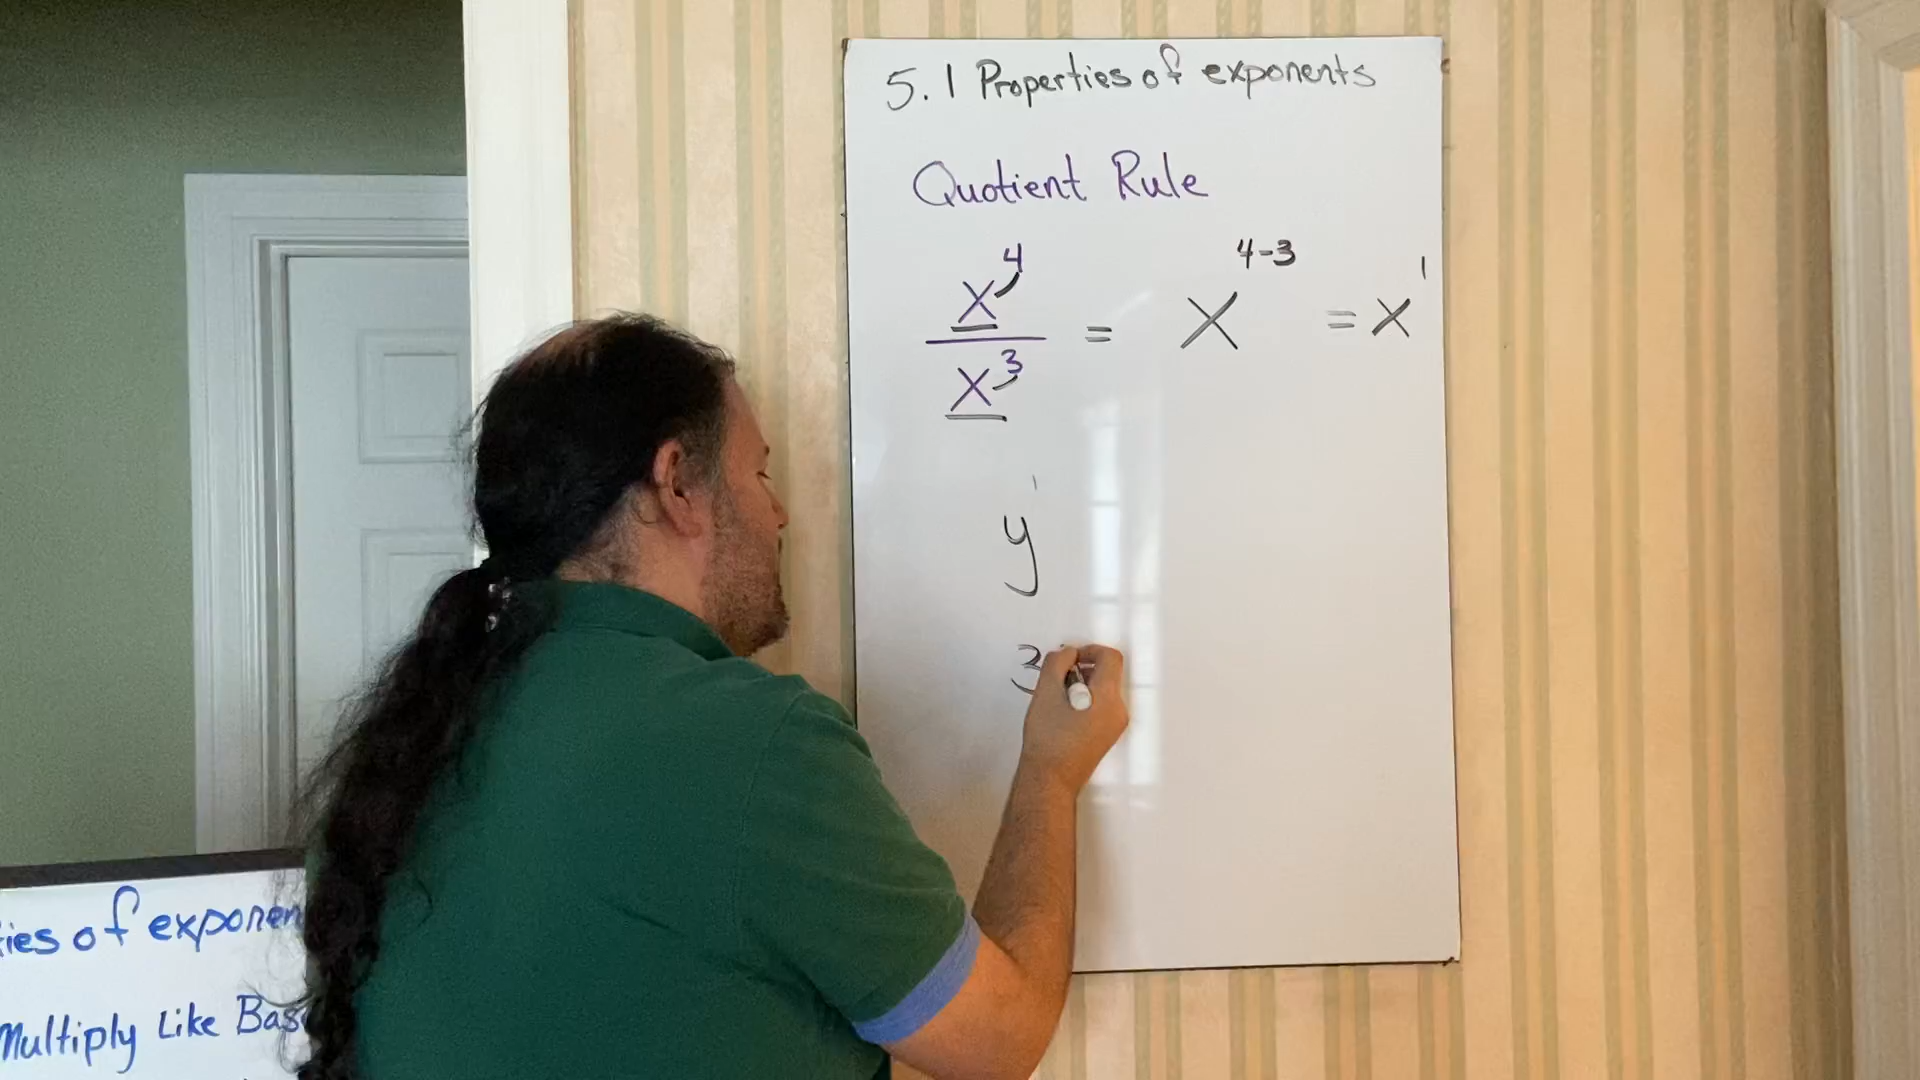 5.1 Properties of exponents
Quotient Rule
x^4 / x^3 = x^(4-3) = x^1
y^1
3
ies of exponen
Multiply Like Bas